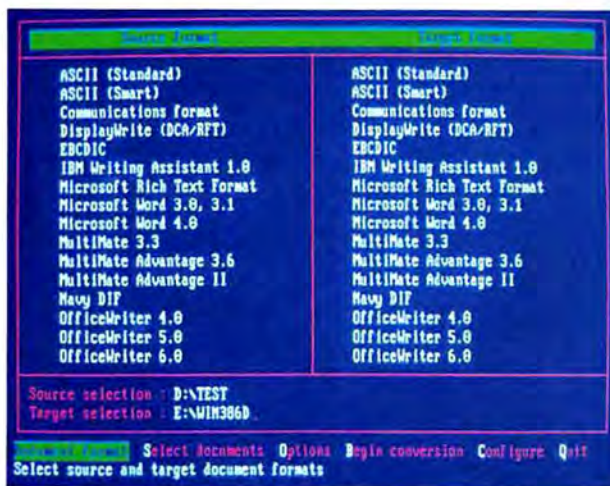 Source format Target format
ASCII (Standard) ASCII (Standard)
ASCII (Smart) ASCII (Smart)
Communications format Communications format
DisplayWrite (DCA/RFT) DisplayWrite (DCA/RFT)
EBCDIC EBCDIC
IBM Writing Assistant 1.0 IBM Writing Assistant 1.0
Microsoft Rich Text Format Microsoft Rich Text Format
Microsoft Word 3.0, 3.1 Microsoft Word 3.0, 3.1
Microsoft Word 4.0 Microsoft Word 4.0
MultiMate 3.3 MultiMate 3.3
MultiMate Advantage 3.6 MultiMate Advantage 3.6
MultiMate Advantage II MultiMate Advantage II
Navy DIF Navy DIF
OfficeWriter 4.0 OfficeWriter 4.0
OfficeWriter 5.0 OfficeWriter 5.0
OfficeWriter 6.0 OfficeWriter 6.0
Source selection : D:\TEST
Target selection : E:\WIN386D
Document format Select documents Options Begin conversion Configure Quit
Select source and target document formats